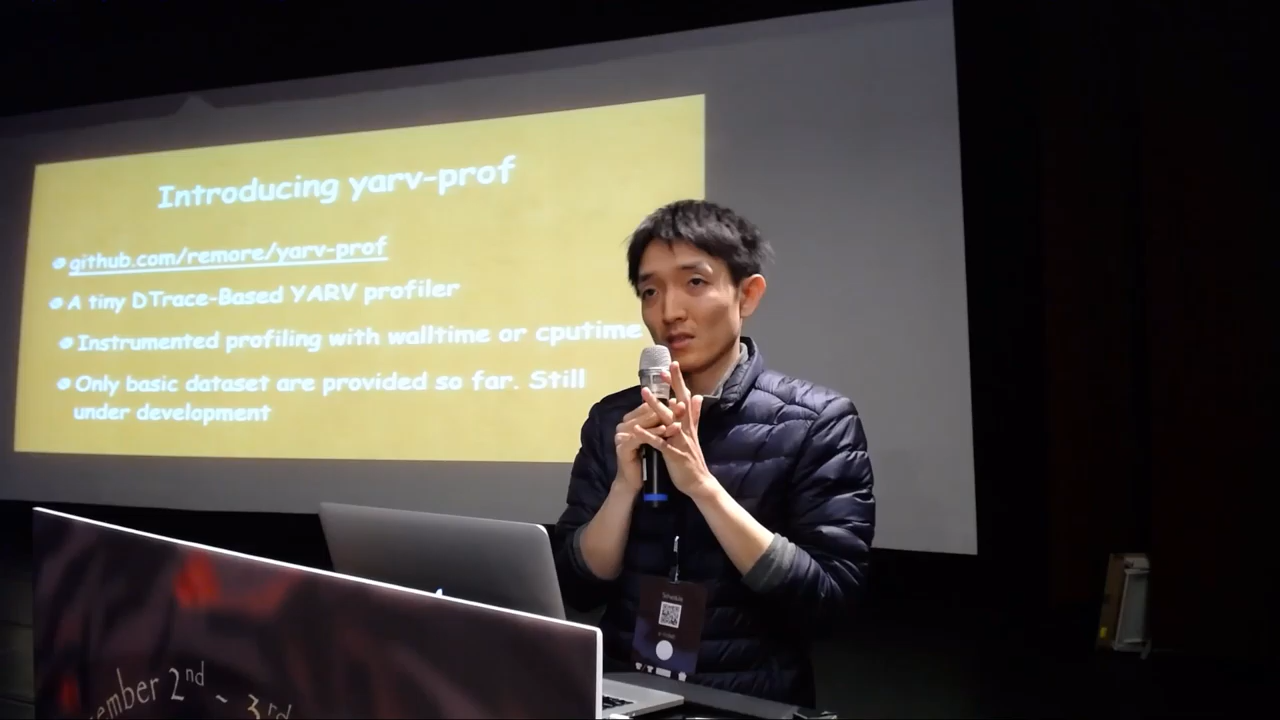 Introducing yarv-prof
github.com/remore/yarv-prof
A tiny DTrace-Based YARV profiler
Instrumented profiling with walltime or cputime
Only basic dataset are provided so far. Still
under development
Schedule
ember 2nd ~ 3rd